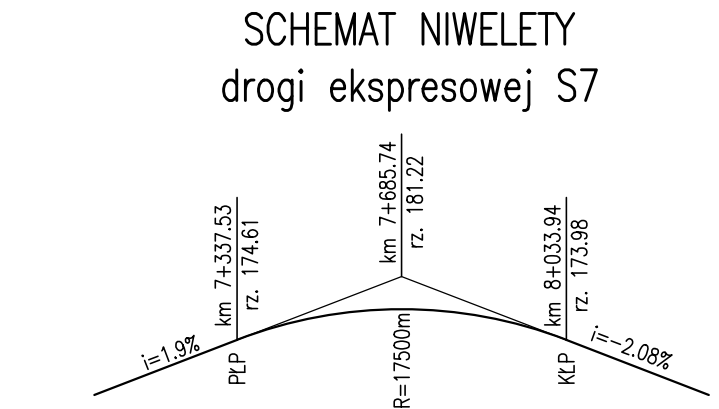 SCHEMAT NIWELETY
drogi ekspresowej S7
km 7+337.53
rz. 174.61
km 7+685.74
rz. 181.22
km 8+033.94
rz. 173.98
i=1.9%
PŁP
R=17500m
KŁP
i=-2.08%